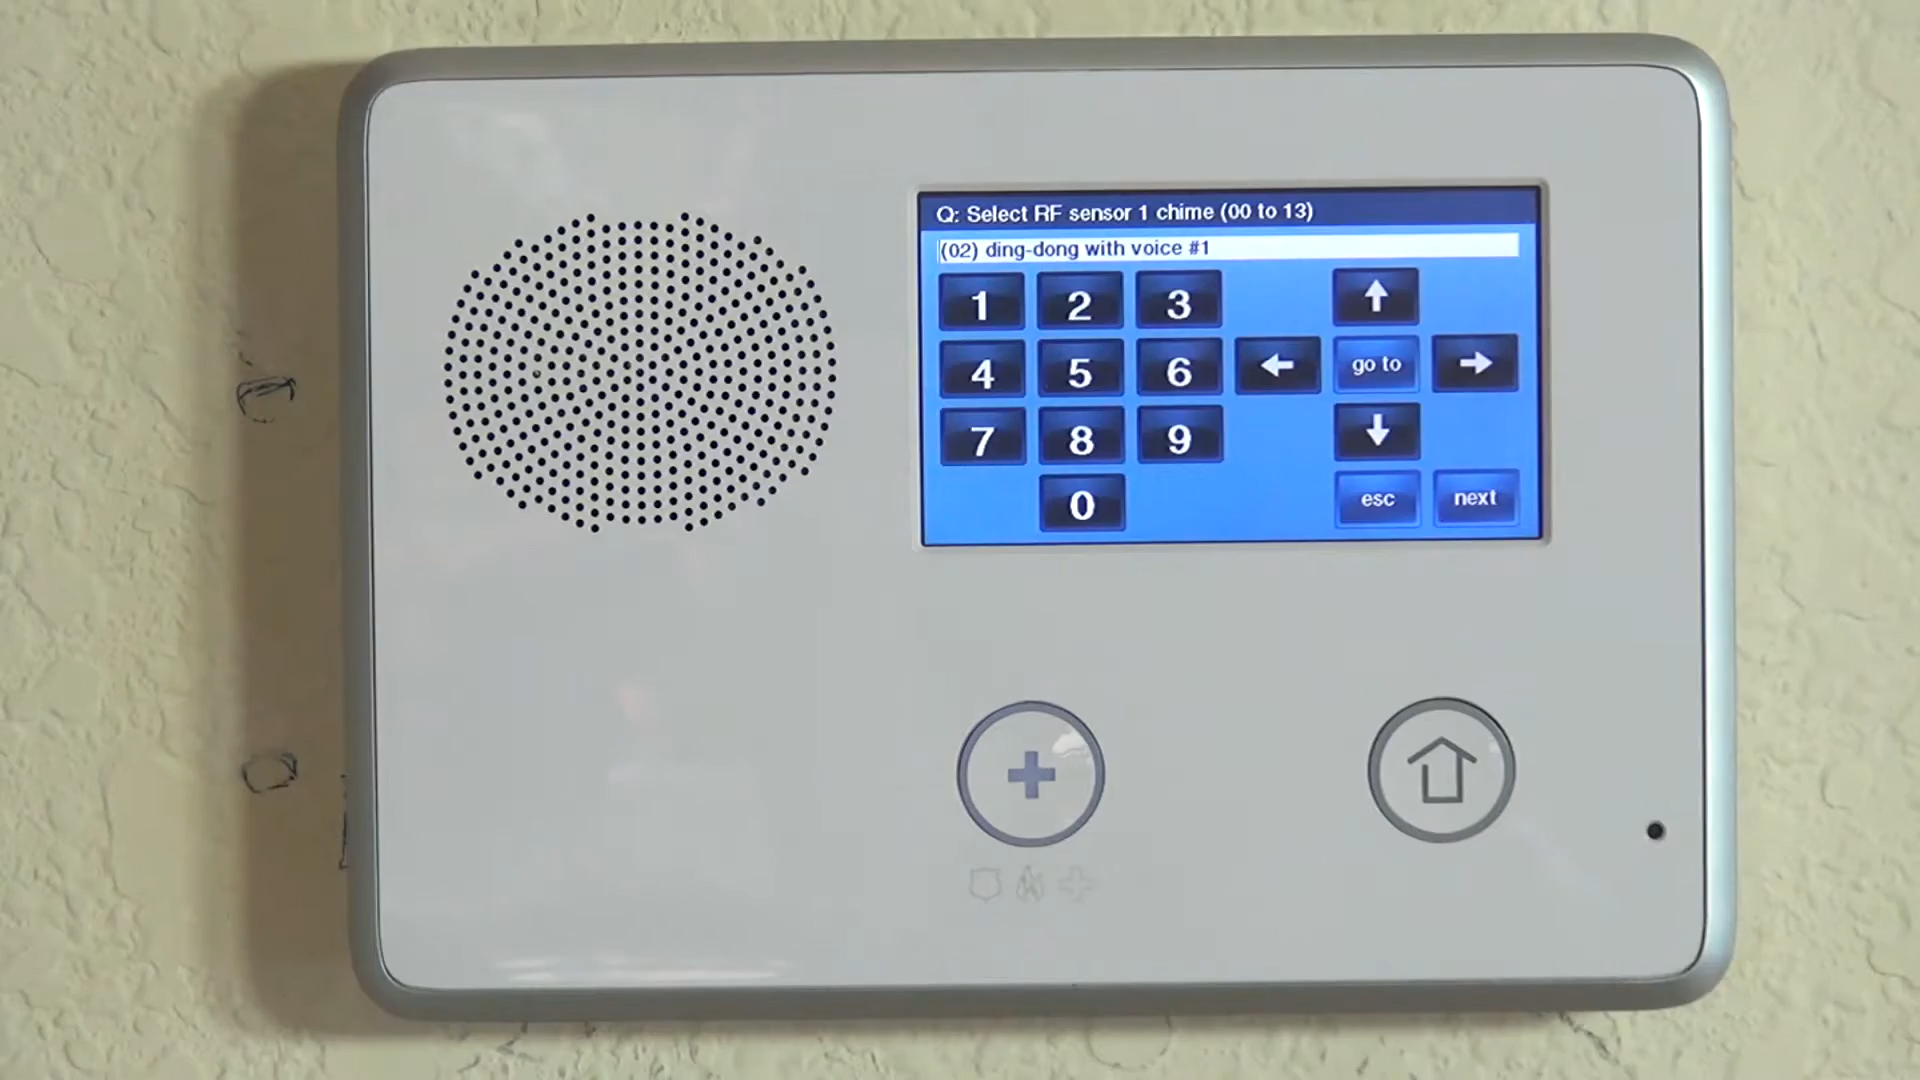 Q: Select RF sensor 1 chime (00 to 13)
(02) ding-dong with voice #1
1 2 3
4 5 6 go to
7 8 9
0 esc next